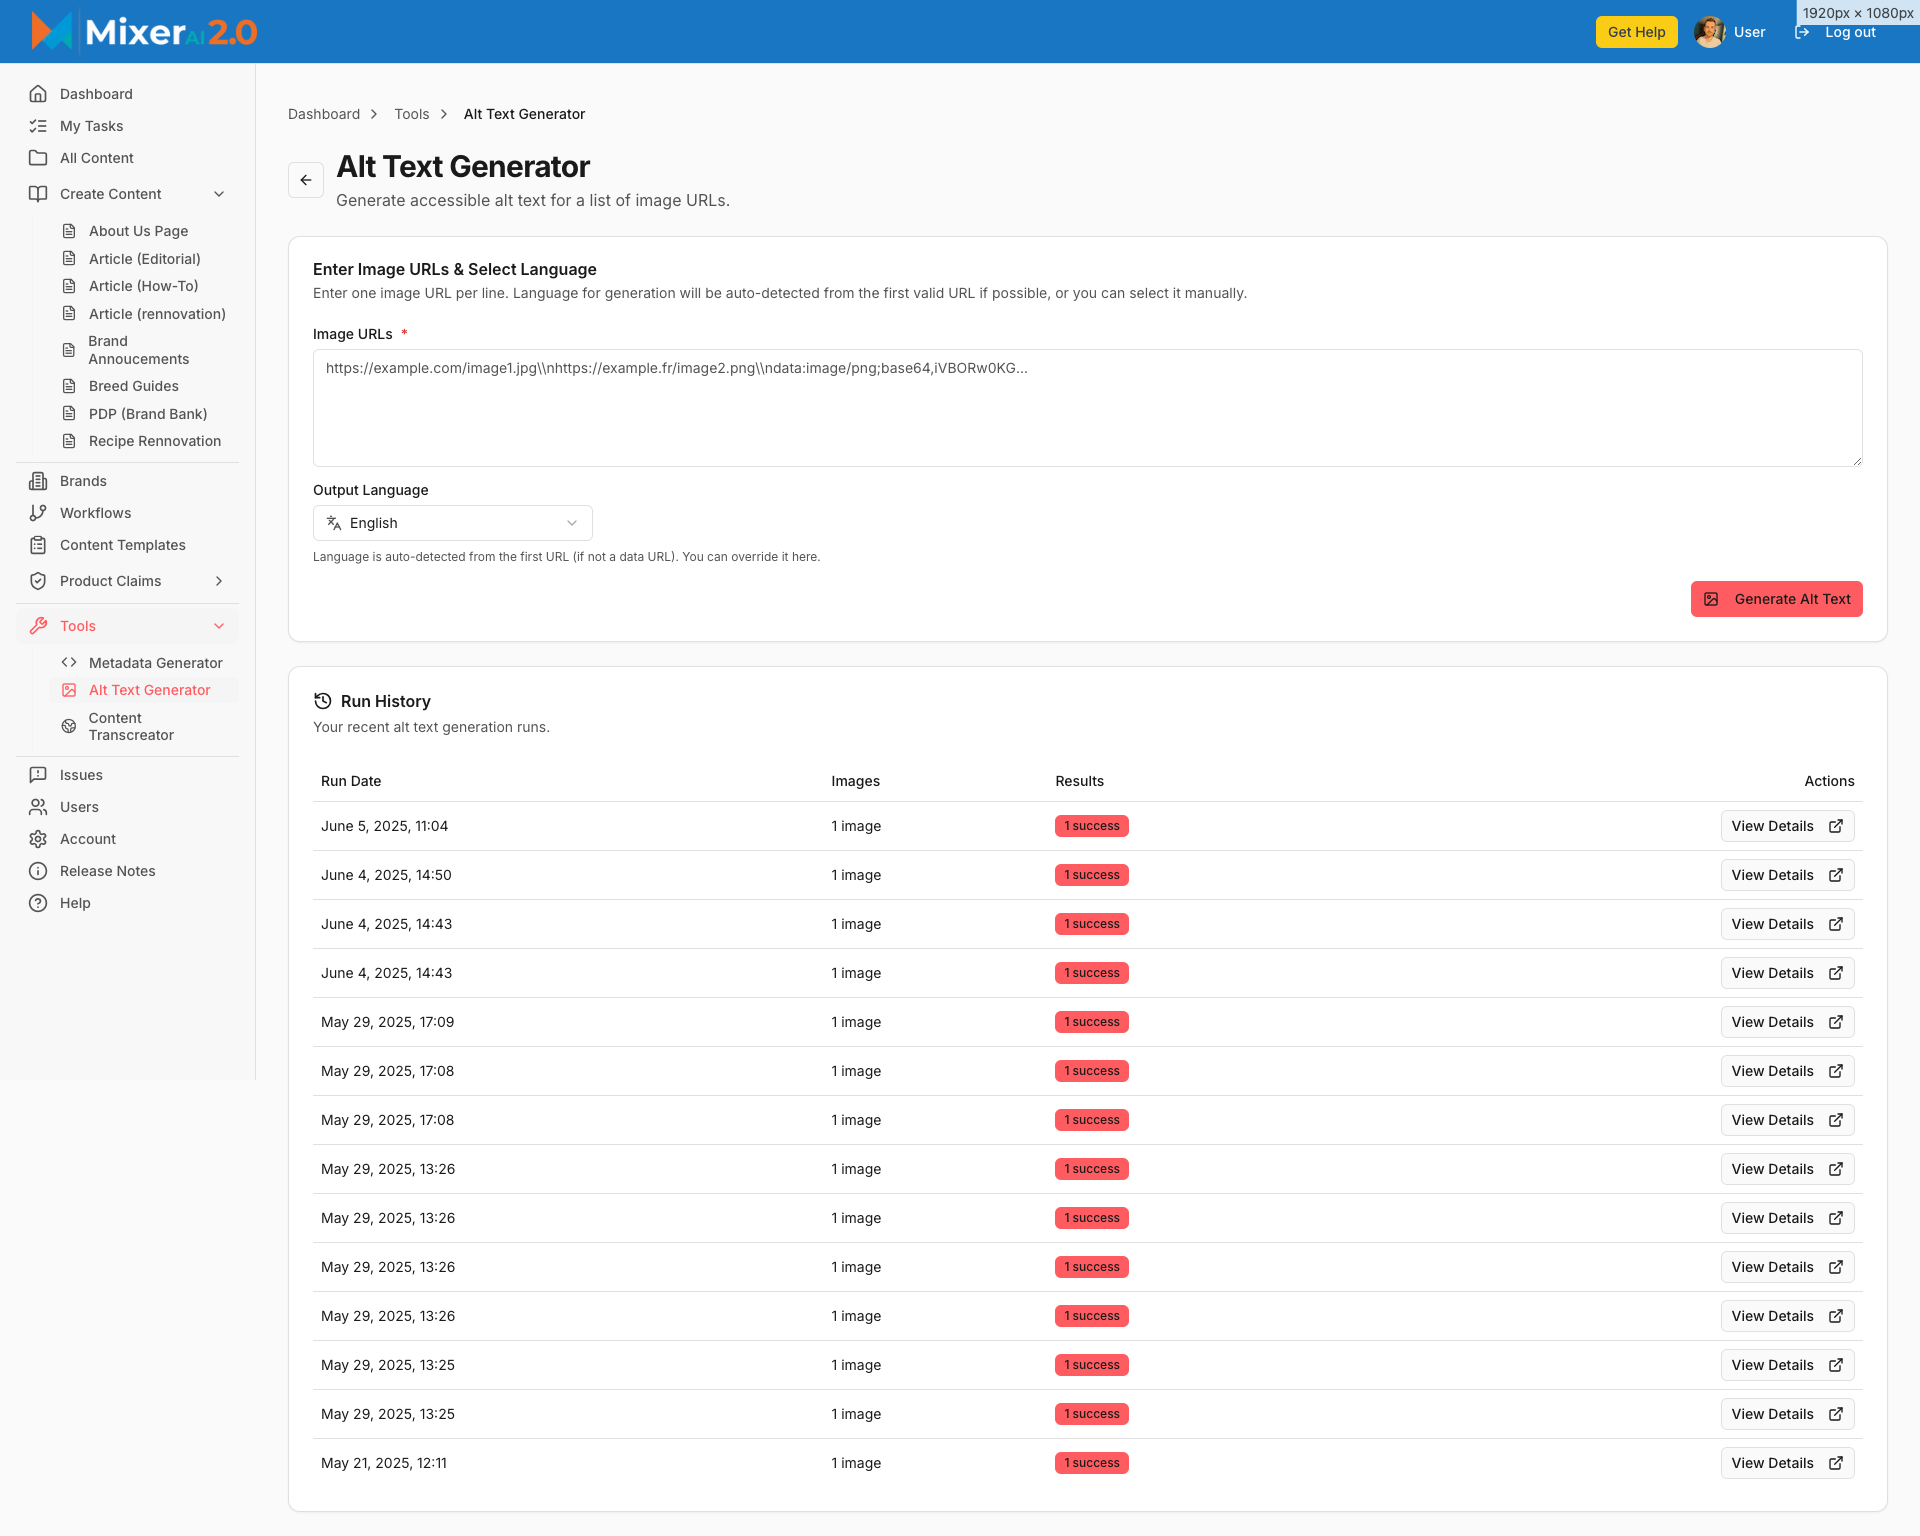 MixerAI 2.0
Get Help
User
1920px × 1080px
Log out
Dashboard
My Tasks
All Content
Create Content
About Us Page
Article (Editorial)
Article (How-To)
Article (rennovation)
Brand
Annoucements
Breed Guides
PDP (Brand Bank)
Recipe Rennovation
Brands
Workflows
Content Templates
Product Claims
Tools
Metadata Generator
Alt Text Generator
Content
Transcreator
Issues
Users
Account
Release Notes
Help
Dashboard > Tools > Alt Text Generator
Alt Text Generator
Generate accessible alt text for a list of image URLs.
Enter Image URLs & Select Language
Enter one image URL per line. Language for generation will be auto-detected from the first valid URL if possible, or you can select it manually.
Image URLs *
https://example.com/image1.jpg\\nhttps://example.fr/image2.png\\ndata:image/png;base64,iVBORw0KG...
Output Language
English
Language is auto-detected from the first URL (if not a data URL). You can override it here.
Generate Alt Text
Run History
Your recent alt text generation runs.
Run Date Images Results Actions
June 5, 2025, 11:04 1 image 1 success View Details
June 4, 2025, 14:50 1 image 1 success View Details
June 4, 2025, 14:43 1 image 1 success View Details
June 4, 2025, 14:43 1 image 1 success View Details
May 29, 2025, 17:09 1 image 1 success View Details
May 29, 2025, 17:08 1 image 1 success View Details
May 29, 2025, 17:08 1 image 1 success View Details
May 29, 2025, 13:26 1 image 1 success View Details
May 29, 2025, 13:26 1 image 1 success View Details
May 29, 2025, 13:26 1 image 1 success View Details
May 29, 2025, 13:26 1 image 1 success View Details
May 29, 2025, 13:25 1 image 1 success View Details
May 29, 2025, 13:25 1 image 1 success View Details
May 21, 2025, 12:11 1 image 1 success View Details